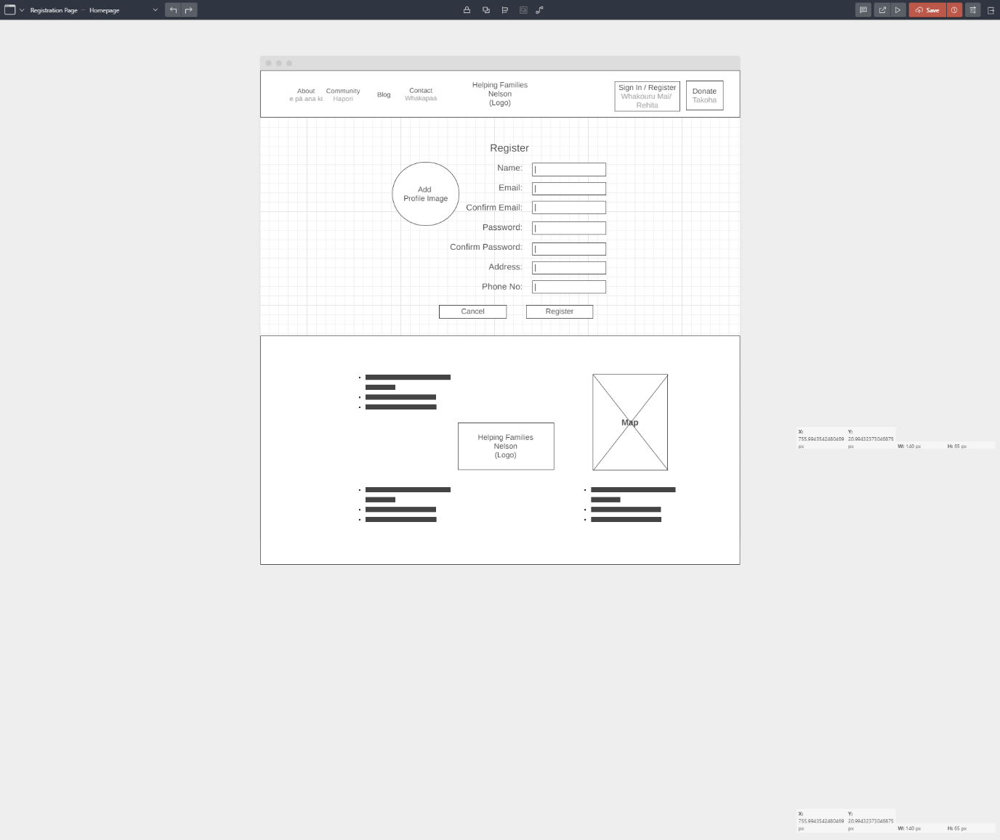 Registration Page – Homepage
Save
About
e pā ana ki
Community
Hapori
Blog
Contact
Whakapaa
Helping Families
Nelson
(Logo)
Sign In / Register
Whakouru Mai/
Rehita
Donate
Takoha
Register
Add
Profile Image
Name:
Email:
Confirm Email:
Password:
Confirm Password:
Address:
Phone No:
Cancel
Register
Helping Families
Nelson
(Logo)
Map
X:
755.9943542480469
px
Y:
20.99432373046875
px
W: 140 px
H: 65 px
X:
755.9943542480469
px
Y:
20.99432373046875
px
W: 140 px
H: 65 px